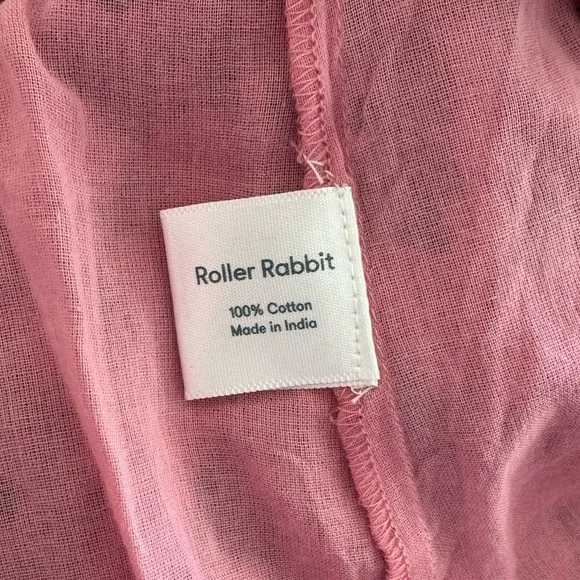 Roller Rabbit
100% Cotton
Made in India